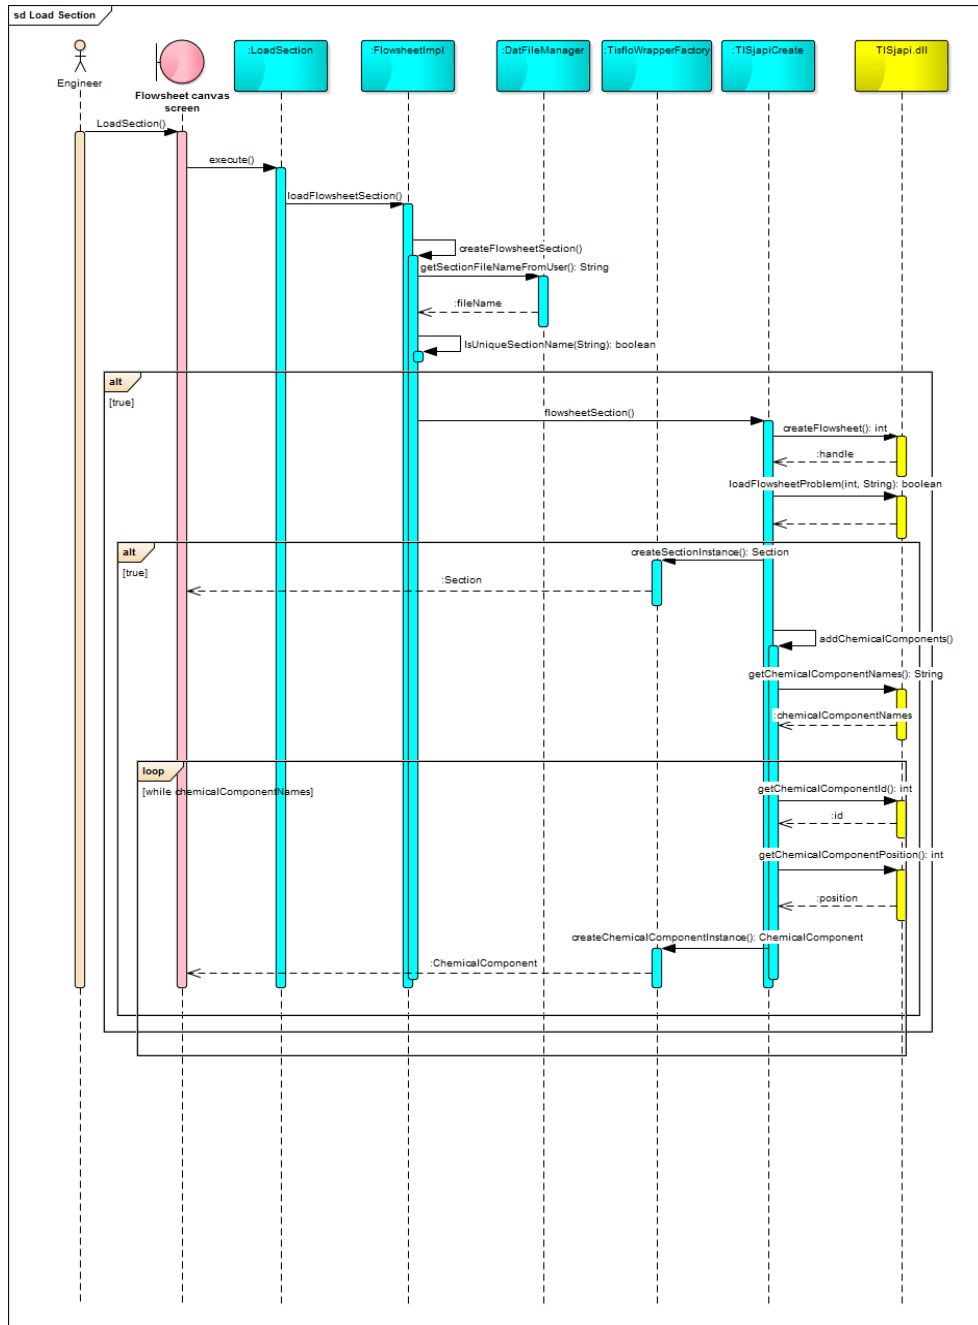 sd Load Section
:LoadSection
:FlowsheetImpl
:DatFileManager
:TisfloWrapperFactory
:TISjapiCreate
TISjapi.dll
Engineer
Flowsheet canvas
screen
LoadSection()
execute()
loadFlowsheetSection()
createFlowsheetSection()
getSectionFileNameFromUser(): String
:fileName
IsUniqueSectionName(String): boolean
alt
[true]
flowsheetSection()
createFlowsheet(): int
:handle
loadFlowsheetProblem(int, String): boolean
alt
[true]
createSectionInstance(): Section
:Section
addChemicalComponents()
getChemicalComponentNames(): String
:chemicalComponentNames
loop
[while chemicalComponentNames]
getChemicalComponentId(): int
:id
getChemicalComponentPosition(): int
:position
createChemicalComponentInstance(): ChemicalComponent
:ChemicalComponent